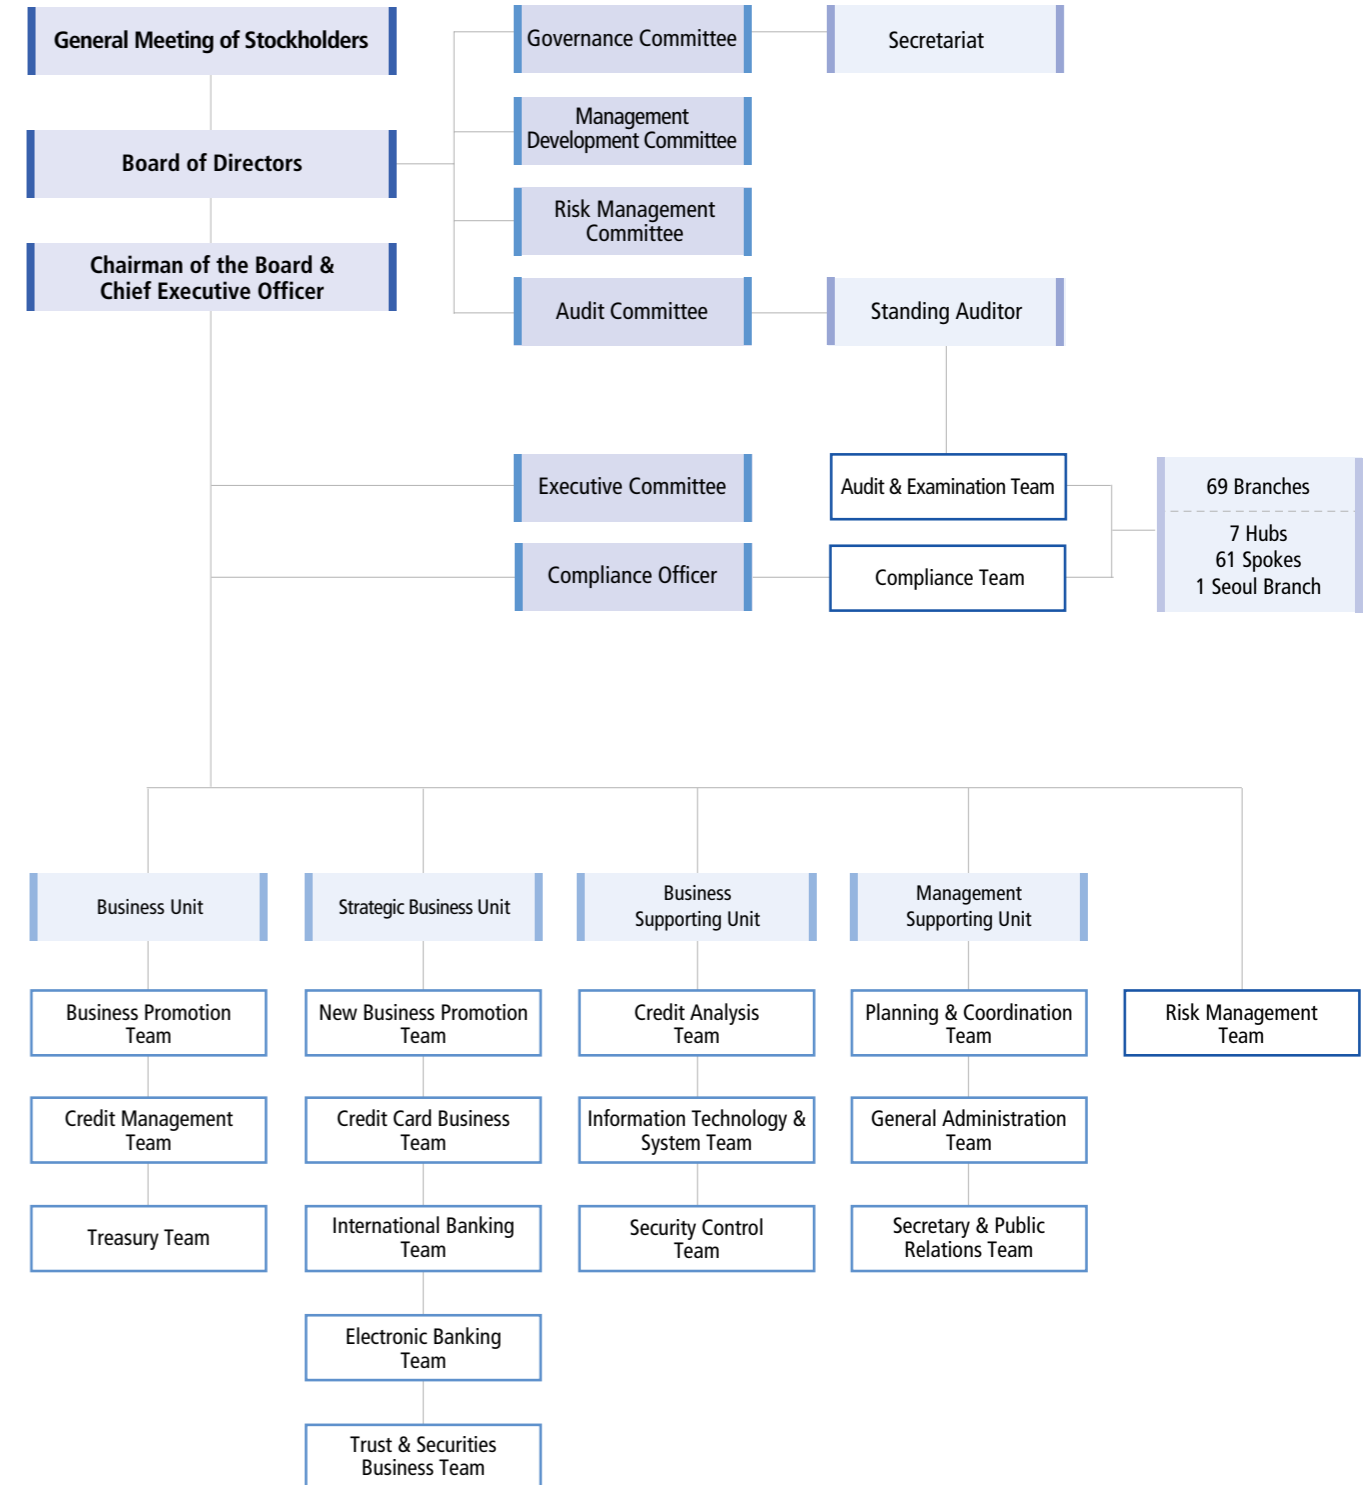 General Meeting of Stockholders
Board of Directors
Chairman of the Board &
Chief Executive Officer
Governance Committee
Secretariat
Management
Development Committee
Risk Management
Committee
Audit Committee
Standing Auditor
Executive Committee
Audit & Examination Team
Compliance Officer
Compliance Team
69 Branches
7 Hubs
61 Spokes
1 Seoul Branch
Business Unit
Business Promotion
Team
Credit Management
Team
Treasury Team
Strategic Business Unit
New Business Promotion
Team
Credit Card Business
Team
International Banking
Team
Electronic Banking
Team
Trust & Securities
Business Team
Business
Supporting Unit
Credit Analysis
Team
Information Technology &
System Team
Security Control
Team
Management
Supporting Unit
Planning & Coordination
Team
General Administration
Team
Secretary & Public
Relations Team
Risk Management
Team